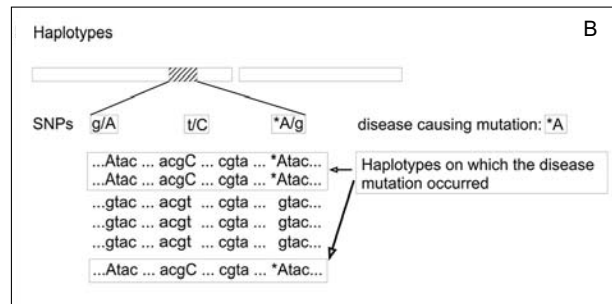 B
Haplotypes
SNPs g/A t/C *A/g disease causing mutation: *A
...Atac ... acgC ... cgta ... *Atac...
...Atac ... acgC ... cgta ... *Atac...
Haplotypes on which the disease
mutation occurred
...gtac ... acgt ... cgta ... gtac...
...gtac ... acgt ... cgta ... gtac...
...gtac ... acgt ... cgta ... gtac...
...Atac ... acgC ... cgta ... *Atac...